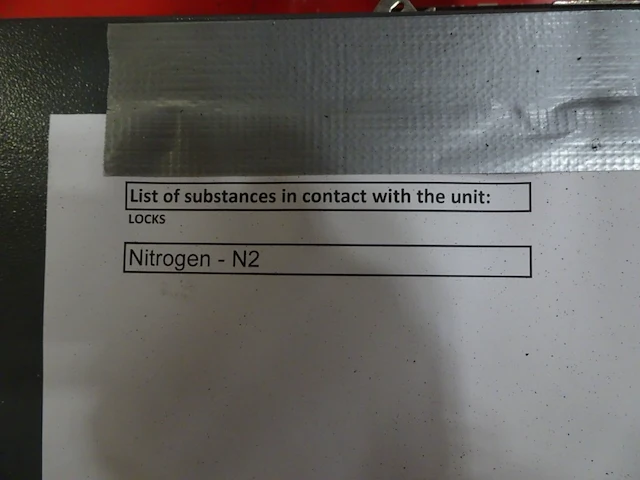 List of substances in contact with the unit:
LOCKS
Nitrogen - N2